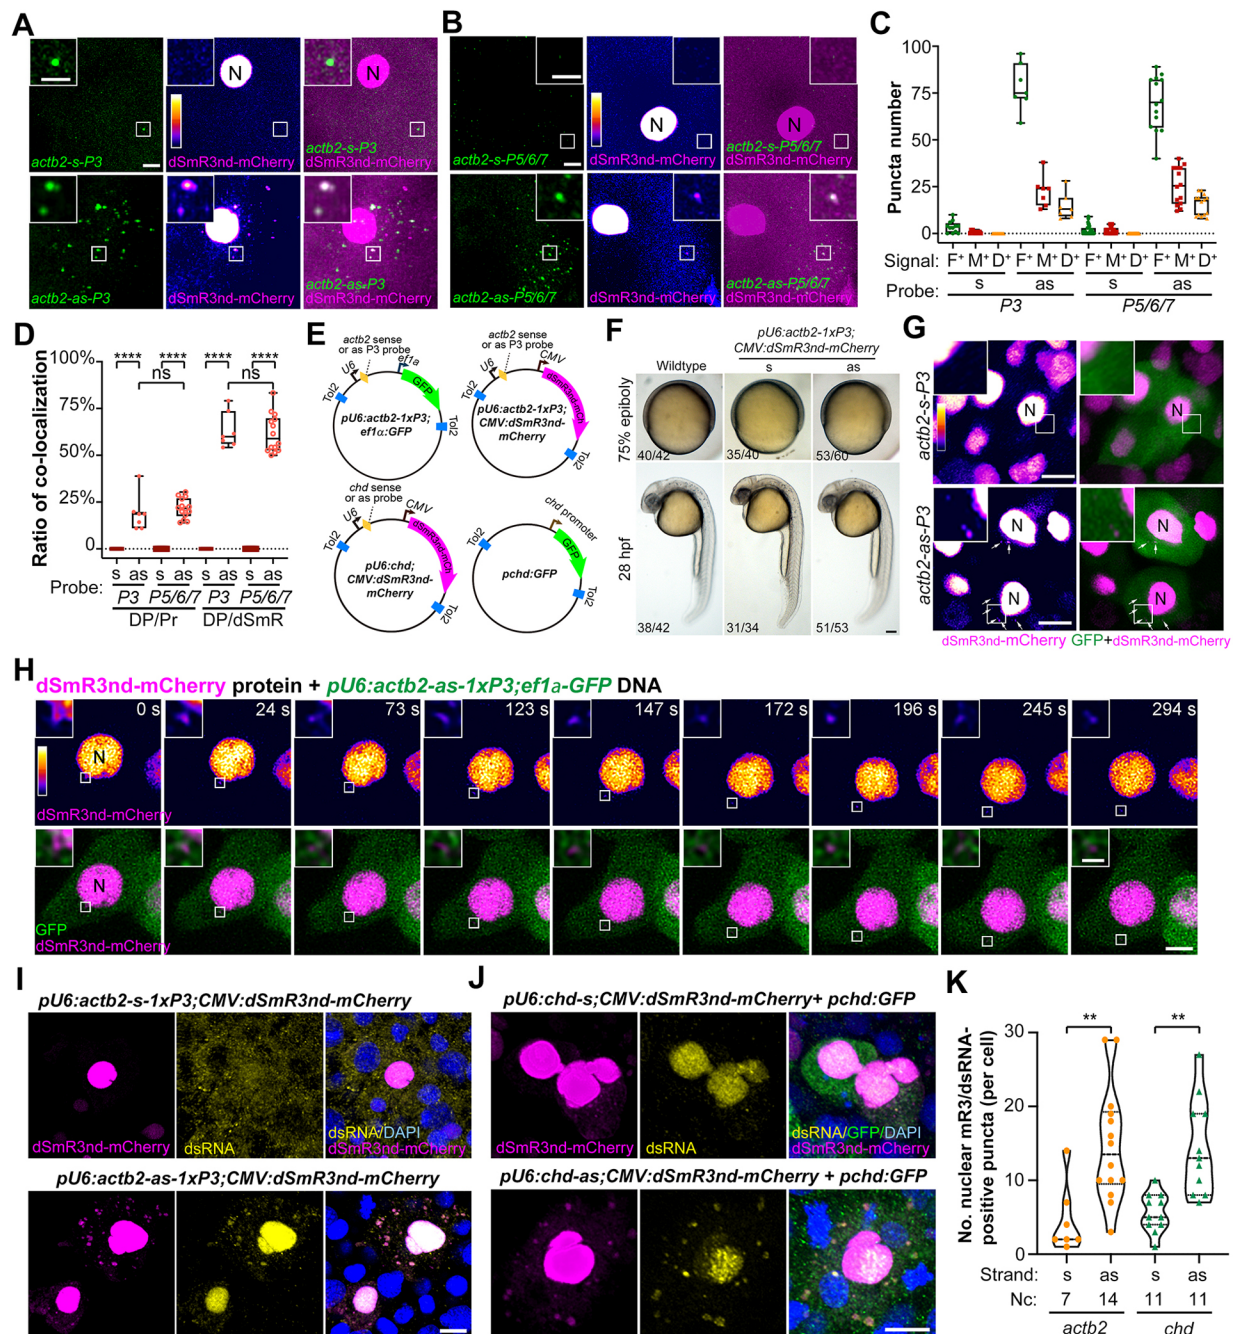 A
N
actb2-s-P3
dSmR3nd-mCherry
actb2-s-P3
dSmR3nd-mCherry
actb2-as-P3
dSmR3nd-mCherry
actb2-as-P3
dSmR3nd-mCherry
B
N
actb2-s-P5/6/7
dSmR3nd-mCherry
actb2-s-P5/6/7
dSmR3nd-mCherry
actb2-as-P5/6/7
dSmR3nd-mCherry
actb2-as-P5/6/7
dSmR3nd-mCherry
C
Puncta number
100
75
50
25
0
Signal: F+ M+ D+ F+ M+ D+ F+ M+ D+ F+ M+ D+
Probe: s as s as
P3 P5/6/7
D
Ratio of co-localization
100%
75%
50%
25%
0
**** **** **** ****
ns ns
s as s as s as s as
Probe: P3 P5/6/7 P3 P5/6/7
DP/Pr DP/dSmR
E
actb2 sense
or as P3 probe
U6
ef1a
Tol2
GFP
pU6:actb2-1xP3;
ef1α:GFP
Tol2
actb2 sense
or as P3 probe
U6
CMV
Tol2
dSmR3nd-mCh
pU6:actb2-1xP3;
CMV:dSmR3nd-
mCherry
Tol2
chd sense
or as probe
U6
CMV
Tol2
dSmR3nd-mCh
pU6:chd;
CMV:dSmR3nd-
mCherry
Tol2
chd promoter
Tol2
GFP
pchd:GFP
Tol2
F
pU6:actb2-1xP3;
CMV:dSmR3nd-mCherry
Wildtype s as
75% epiboly
40/42 35/40 53/60
28 hpf
38/42 31/34 51/53
G
actb2-s-P3
N N
actb2-as-P3
N N
N N
dSmR3nd-mCherry GFP+dSmR3nd-mCherry
H
dSmR3nd-mCherry protein + pU6:actb2-as-1xP3;ef1a-GFP DNA
0 s 24 s 73 s 123 s 147 s 172 s 196 s 245 s 294 s
N
dSmR3nd-mCherry
N
GFP
dSmR3nd-mCherry
I
pU6:actb2-s-1xP3;CMV:dSmR3nd-mCherry
dSmR3nd-mCherry
dsRNA
dsRNA/DAPI
dSmR3nd-mCherry
pU6:actb2-as-1xP3;CMV:dSmR3nd-mCherry
J
pU6:chd-s;CMV:dSmR3nd-mCherry+ pchd:GFP
dSmR3nd-mCherry
dsRNA
dsRNA/GFP/DAPI
dSmR3nd-mCherry
pU6:chd-as;CMV:dSmR3nd-mCherry + pchd:GFP
K
No. nuclear mR3/dsRNA-
positive puncta (per cell)
30
20
10
0
** **
Strand: s as s as
Nc: 7 14 11 11
actb2 chd